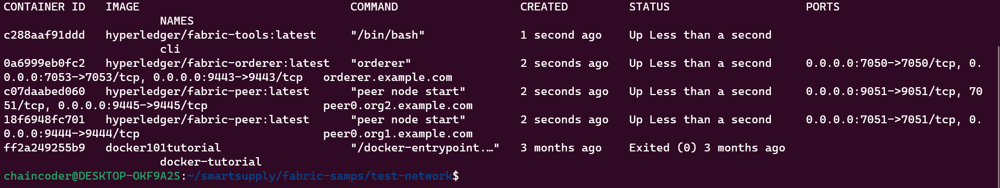 CONTAINER ID   IMAGE                               COMMAND                  CREATED         STATUS                    PORTS
                       NAMES
c288aaf91ddd   hyperledger/fabric-tools:latest     "/bin/bash"              1 second ago    Up Less than a second
                       cli
0a6999eb0fc2   hyperledger/fabric-orderer:latest   "orderer"                2 seconds ago   Up Less than a second     0.0.0.0:7050->7050/tcp, 0.
0.0.0:7053->7053/tcp, 0.0.0.0:9443->9443/tcp   orderer.example.com
c07daabed060   hyperledger/fabric-peer:latest      "peer node start"        2 seconds ago   Up Less than a second     0.0.0.0:9051->9051/tcp, 70
51/tcp, 0.0.0.0:9445->9445/tcp                 peer0.org2.example.com
18f6948fc701   hyperledger/fabric-peer:latest      "peer node start"        2 seconds ago   Up Less than a second     0.0.0.0:7051->7051/tcp, 0.
0.0.0:9444->9444/tcp                           peer0.org1.example.com
ff2a249255b9   docker101tutorial                   "/docker-entrypoint.…"   3 months ago    Exited (0) 3 months ago
                       docker-tutorial
chaincoder@DESKTOP-OKF9A2S:~/smartsupply/fabric-samps/test-network$